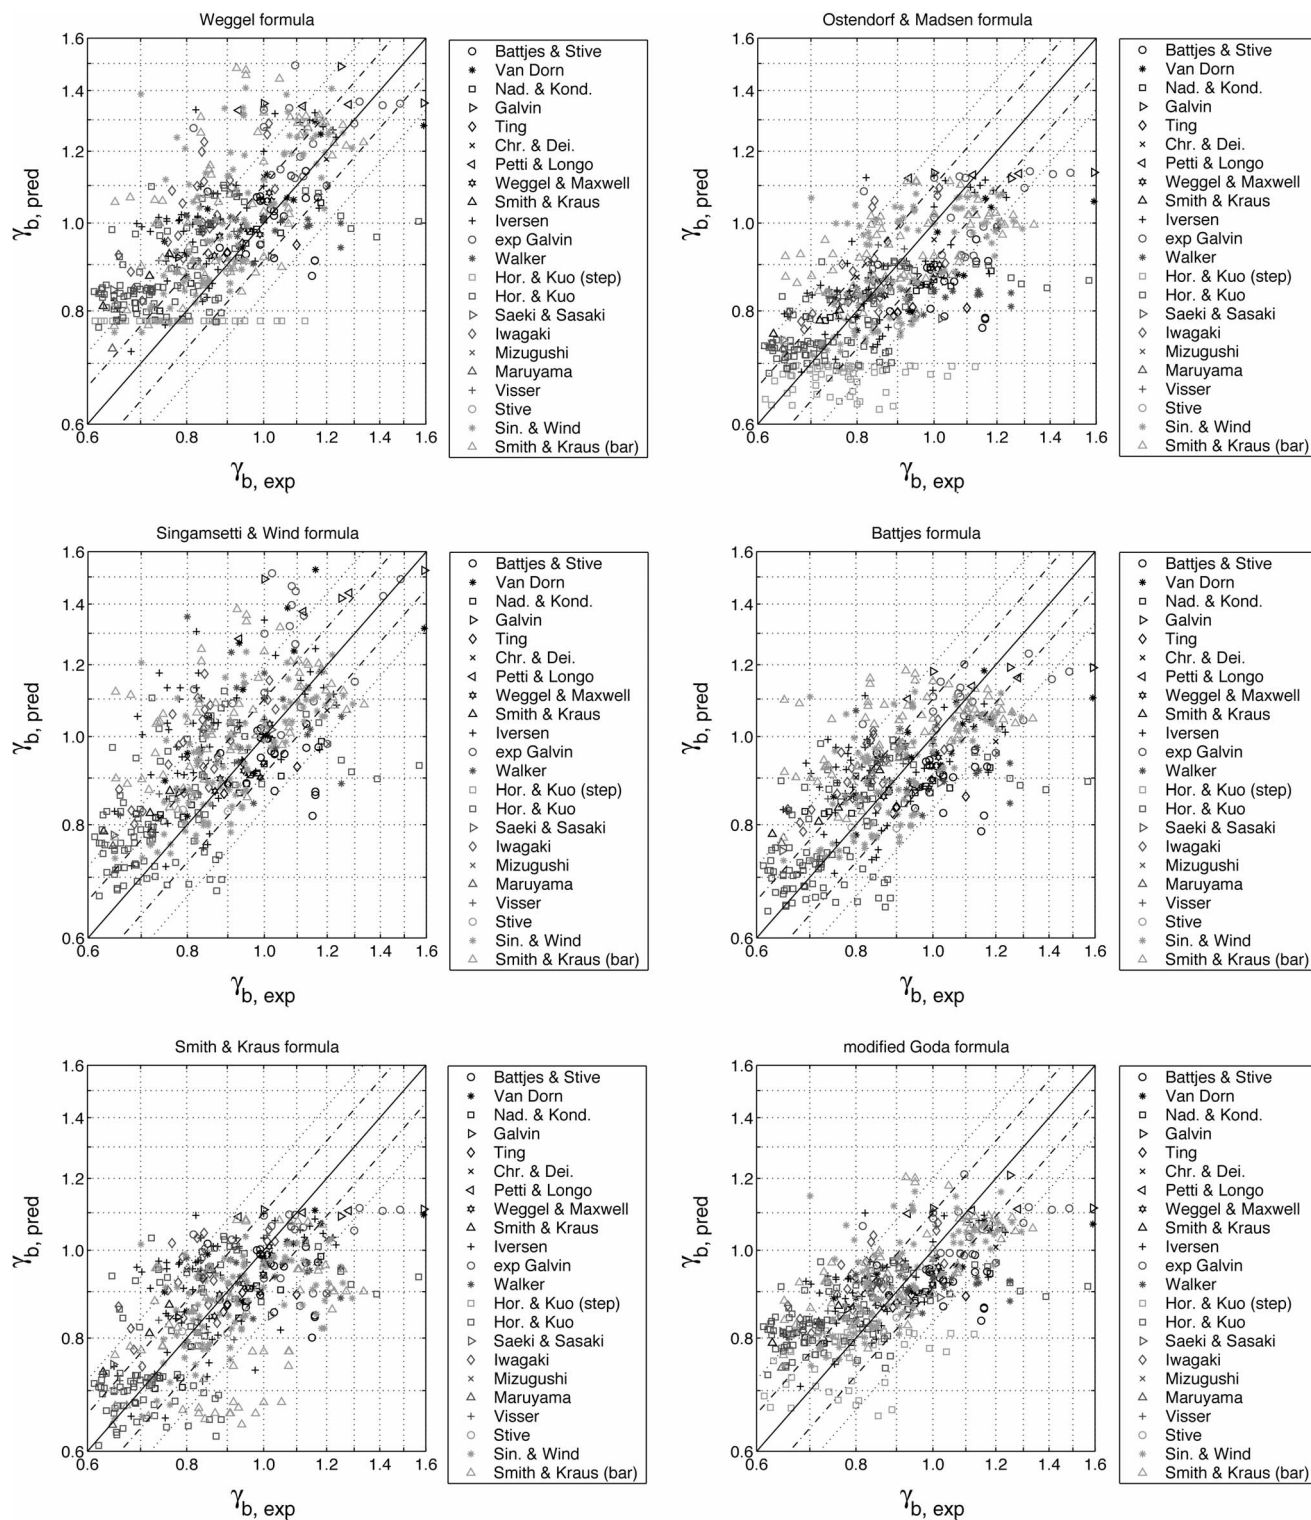 Weggel formula
1.6
1.4
1.2
1.0
0.8
0.6
0.6 0.8 1.0 1.2 1.4 1.6
γb, pred
γb, exp
Battjes & Stive
Van Dorn
Nad. & Kond.
Galvin
Ting
Chr. & Dei.
Petti & Longo
Weggel & Maxwell
Smith & Kraus
Iversen
exp Galvin
Walker
Hor. & Kuo (step)
Hor. & Kuo
Saeki & Sasaki
Iwagaki
Mizugushi
Maruyama
Visser
Stive
Sin. & Wind
Smith & Kraus (bar)
Ostendorf & Madsen formula
1.6
1.4
1.2
1.0
0.8
0.6
0.6 0.8 1.0 1.2 1.4 1.6
γb, pred
γb, exp
Battjes & Stive
Van Dorn
Nad. & Kond.
Galvin
Ting
Chr. & Dei.
Petti & Longo
Weggel & Maxwell
Smith & Kraus
Iversen
exp Galvin
Walker
Hor. & Kuo (step)
Hor. & Kuo
Saeki & Sasaki
Iwagaki
Mizugushi
Maruyama
Visser
Stive
Sin. & Wind
Smith & Kraus (bar)
Singamsetti & Wind formula
1.6
1.4
1.2
1.0
0.8
0.6
0.6 0.8 1.0 1.2 1.4 1.6
γb, pred
γb, exp
Battjes & Stive
Van Dorn
Nad. & Kond.
Galvin
Ting
Chr. & Dei.
Petti & Longo
Weggel & Maxwell
Smith & Kraus
Iversen
exp Galvin
Walker
Hor. & Kuo (step)
Hor. & Kuo
Saeki & Sasaki
Iwagaki
Mizugushi
Maruyama
Visser
Stive
Sin. & Wind
Smith & Kraus (bar)
Battjes formula
1.6
1.4
1.2
1.0
0.8
0.6
0.6 0.8 1.0 1.2 1.4 1.6
γb, pred
γb, exp
Battjes & Stive
Van Dorn
Nad. & Kond.
Galvin
Ting
Chr. & Dei.
Petti & Longo
Weggel & Maxwell
Smith & Kraus
Iversen
exp Galvin
Walker
Hor. & Kuo (step)
Hor. & Kuo
Saeki & Sasaki
Iwagaki
Mizugushi
Maruyama
Visser
Stive
Sin. & Wind
Smith & Kraus (bar)
Smith & Kraus formula
1.6
1.4
1.2
1.0
0.8
0.6
0.6 0.8 1.0 1.2 1.4 1.6
γb, pred
γb, exp
Battjes & Stive
Van Dorn
Nad. & Kond.
Galvin
Ting
Chr. & Dei.
Petti & Longo
Weggel & Maxwell
Smith & Kraus
Iversen
exp Galvin
Walker
Hor. & Kuo (step)
Hor. & Kuo
Saeki & Sasaki
Iwagaki
Mizugushi
Maruyama
Visser
Stive
Sin. & Wind
Smith & Kraus (bar)
modified Goda formula
1.6
1.4
1.2
1.0
0.8
0.6
0.6 0.8 1.0 1.2 1.4 1.6
γb, pred
γb, exp
Battjes & Stive
Van Dorn
Nad. & Kond.
Galvin
Ting
Chr. & Dei.
Petti & Longo
Weggel & Maxwell
Smith & Kraus
Iversen
exp Galvin
Walker
Hor. & Kuo (step)
Hor. & Kuo
Saeki & Sasaki
Iwagaki
Mizugushi
Maruyama
Visser
Stive
Sin. & Wind
Smith & Kraus (bar)